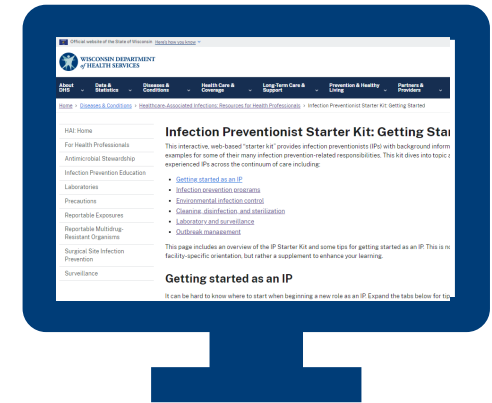 Official website of the State of Wisconsin Here's how you know
WISCONSIN DEPARTMENT
of HEALTH SERVICES
About DHS
Data & Statistics
Diseases & Conditions
Health Care & Coverage
Long-Term Care & Support
Prevention & Healthy Living
Partners & Providers
Home › Diseases & Conditions › Healthcare-Associated Infections: Resources for Health Professionals › Infection Preventionist Starter Kit: Getting Started
HAI: Home
For Health Professionals
Antimicrobial Stewardship
Infection Prevention Education
Laboratories
Precautions
Reportable Exposures
Reportable Multidrug-
Resistant Organisms
Surgical Site Infection
Prevention
Surveillance
Infection Preventionist Starter Kit: Getting Star
This interactive, web-based "starter kit" provides infection preventionists (IPs) with background inform
examples for some of their many infection prevention-related responsibilities. This kit dives into topic s
experienced IPs across the continuum of care including:
• Getting started as an IP
• Infection prevention programs
• Environmental infection control
• Cleaning, disinfection, and sterilization
• Laboratory and surveillance
• Outbreak management
This page includes an overview of the IP Starter Kit and some tips for getting started as an IP. This is no
facility-specific orientation, but rather a supplement to enhance your learning.
Getting started as an IP
It can be hard to know where to start when beginning a new role as an IP. Expand the tabs below for tip